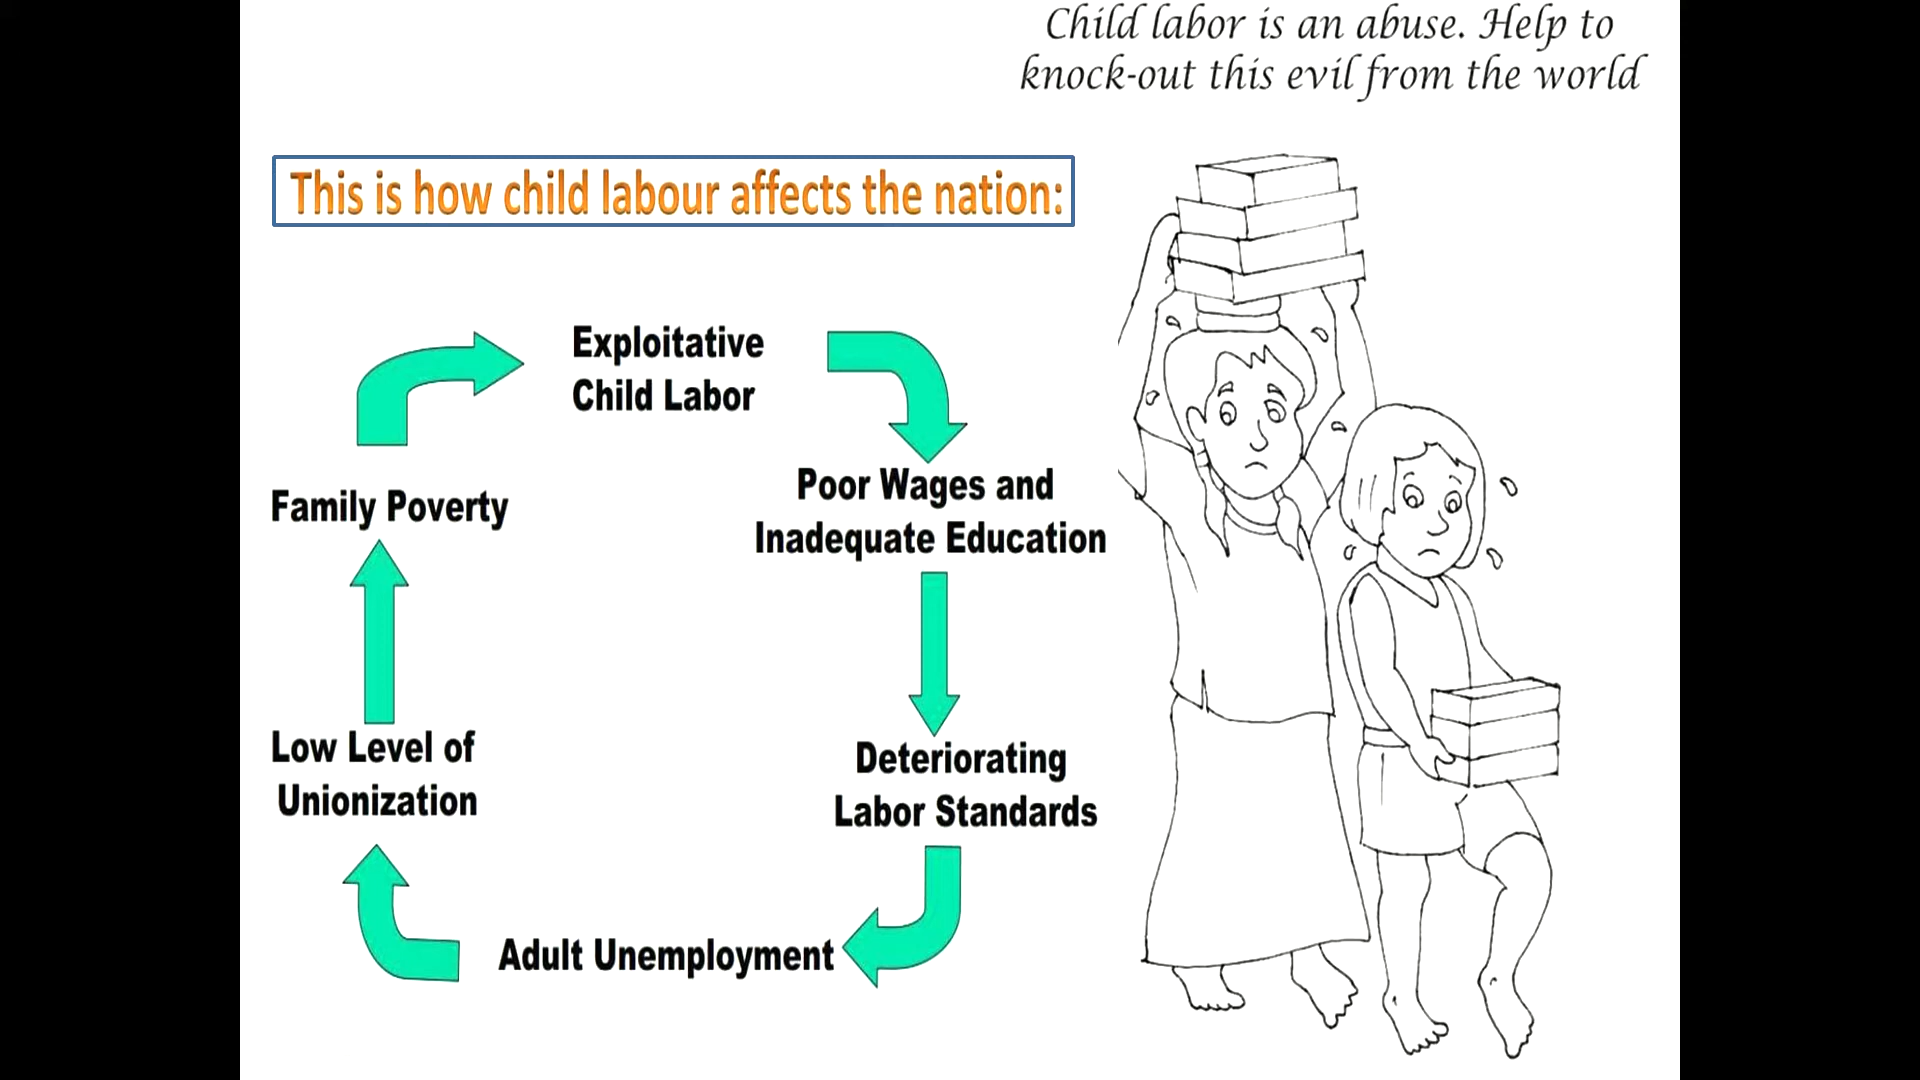 Child labor is an abuse. Help to
knock-out this evil from the world
This is how child labour affects the nation:
Exploitative
Child Labor
Poor Wages and
Inadequate Education
Deteriorating
Labor Standards
Adult Unemployment
Low Level of
Unionization
Family Poverty